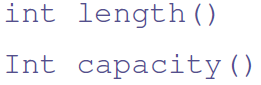 int length()
Int capacity()